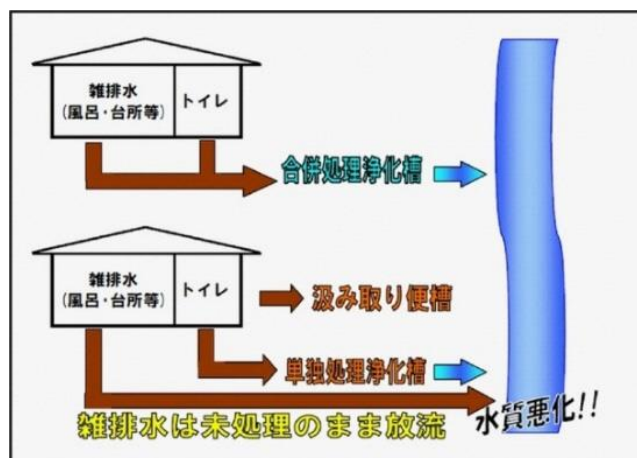 雑排水
(風呂・台所等)
トイレ
合併処理浄化槽
雑排水
(風呂・台所等)
トイレ
汲み取り便槽
単独処理浄化槽
水質悪化!!
雑排水は未処理のまま放流